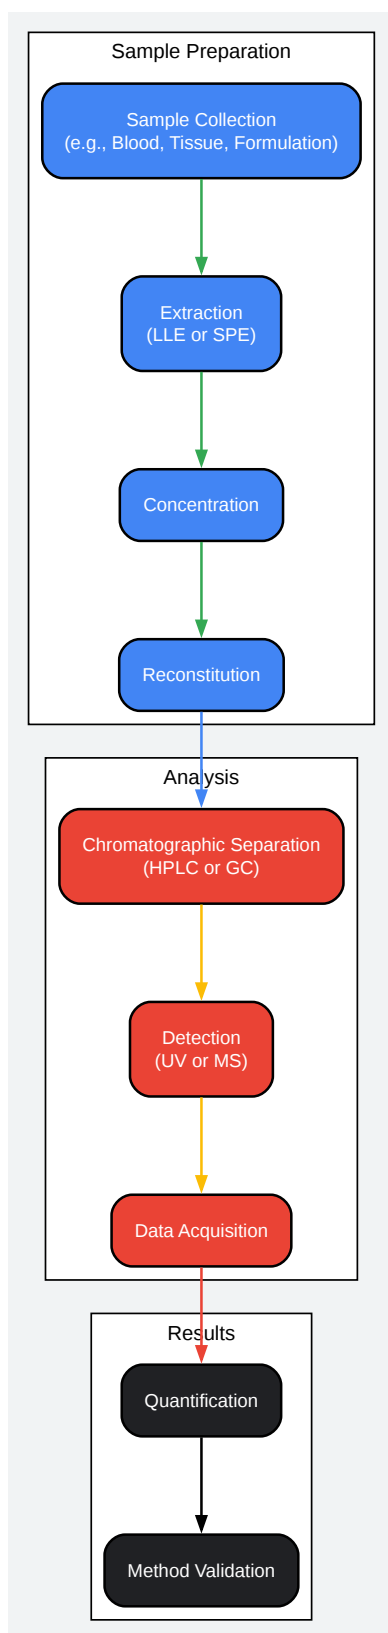 Sample Preparation
Sample Collection
(e.g., Blood, Tissue, Formulation)
Extraction
(LLE or SPE)
Concentration
Reconstitution
Analysis
Chromatographic Separation
(HPLC or GC)
Detection
(UV or MS)
Data Acquisition
Results
Quantification
Method Validation